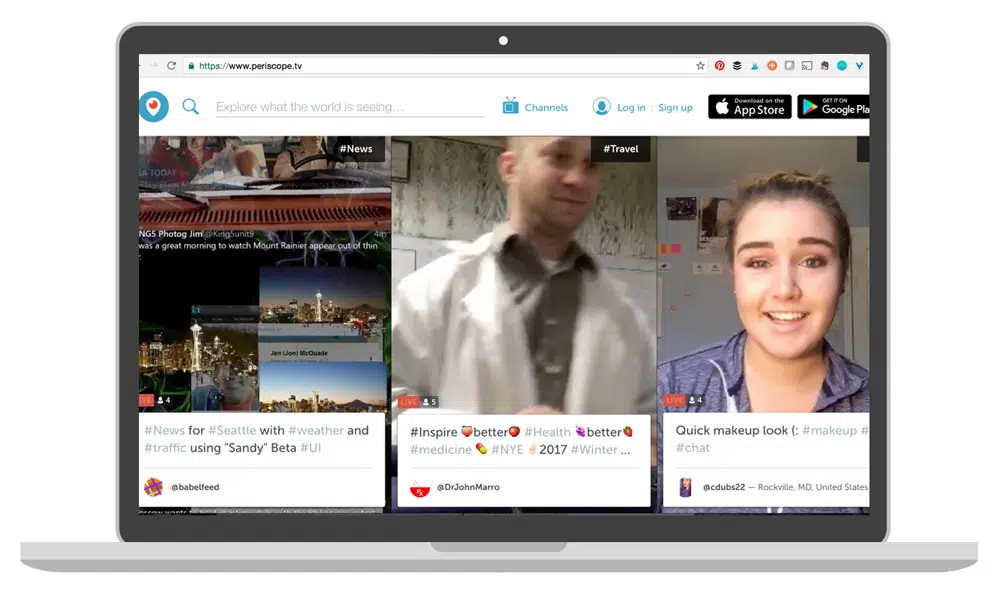 https://www.periscope.tv
Explore what the world is seeing...
Channels
Log in
Sign up
Download on the
App Store
GET IT ON
Google Pla
#News
#Travel
TODAY
NG5 Photog Jim @King5unit9
4m
was a great morning to watch Mount Rainier appear out of thin
Jen (Jon) McQuade
IVE 4
LIVE 5
LIVE 4
#News for #Seattle with #weather and
#traffic using "Sandy" Beta #UI
@babelfeed
#Inspire 🍑better🍎 #Health 🍇better🍓
#medicine 💊 #NYE ✌🏻2017 #Winter ...
@DrJohnMarro
Quick makeup look (: #makeup #
#chat
@cdubs22 — Rockville, MD, United States